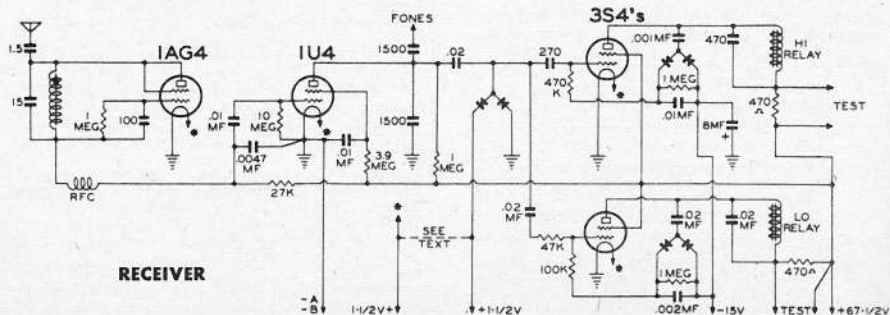 3S4's
FONES
1.5
1AG4
1U4
1500
.02
270
.001MF
470
HI
RELAY
15
1
MEG
100
.01
MF
10
MEG
.0047
MF
.01
MF
3.9
MEG
1500
1
MEG
470
K
1 MEG
.01MF
8MF
+
470
Ω
TEST
RFC
27K
*
SEE
TEXT
.02
MF
47K
100K
.02
MF
1 MEG
.002MF
.02
MF
LO
RELAY
470Ω
RECEIVER
-A
-B
1-1/2V+
+1-1/2V
-15V
TEST
+67-1/2V